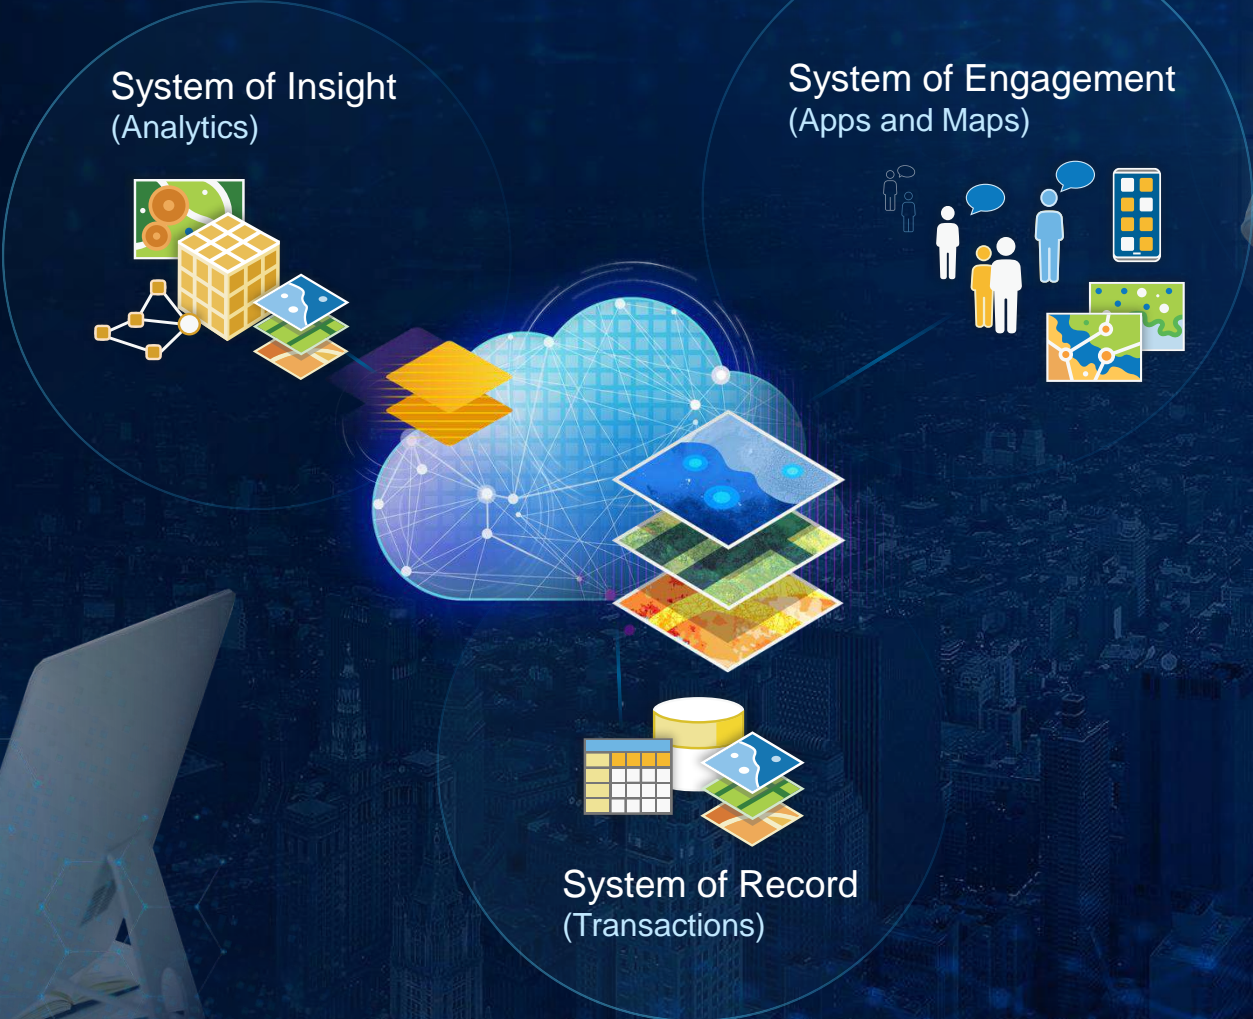 System of Insight
(Analytics)
System of Engagement
(Apps and Maps)
System of Record
(Transactions)